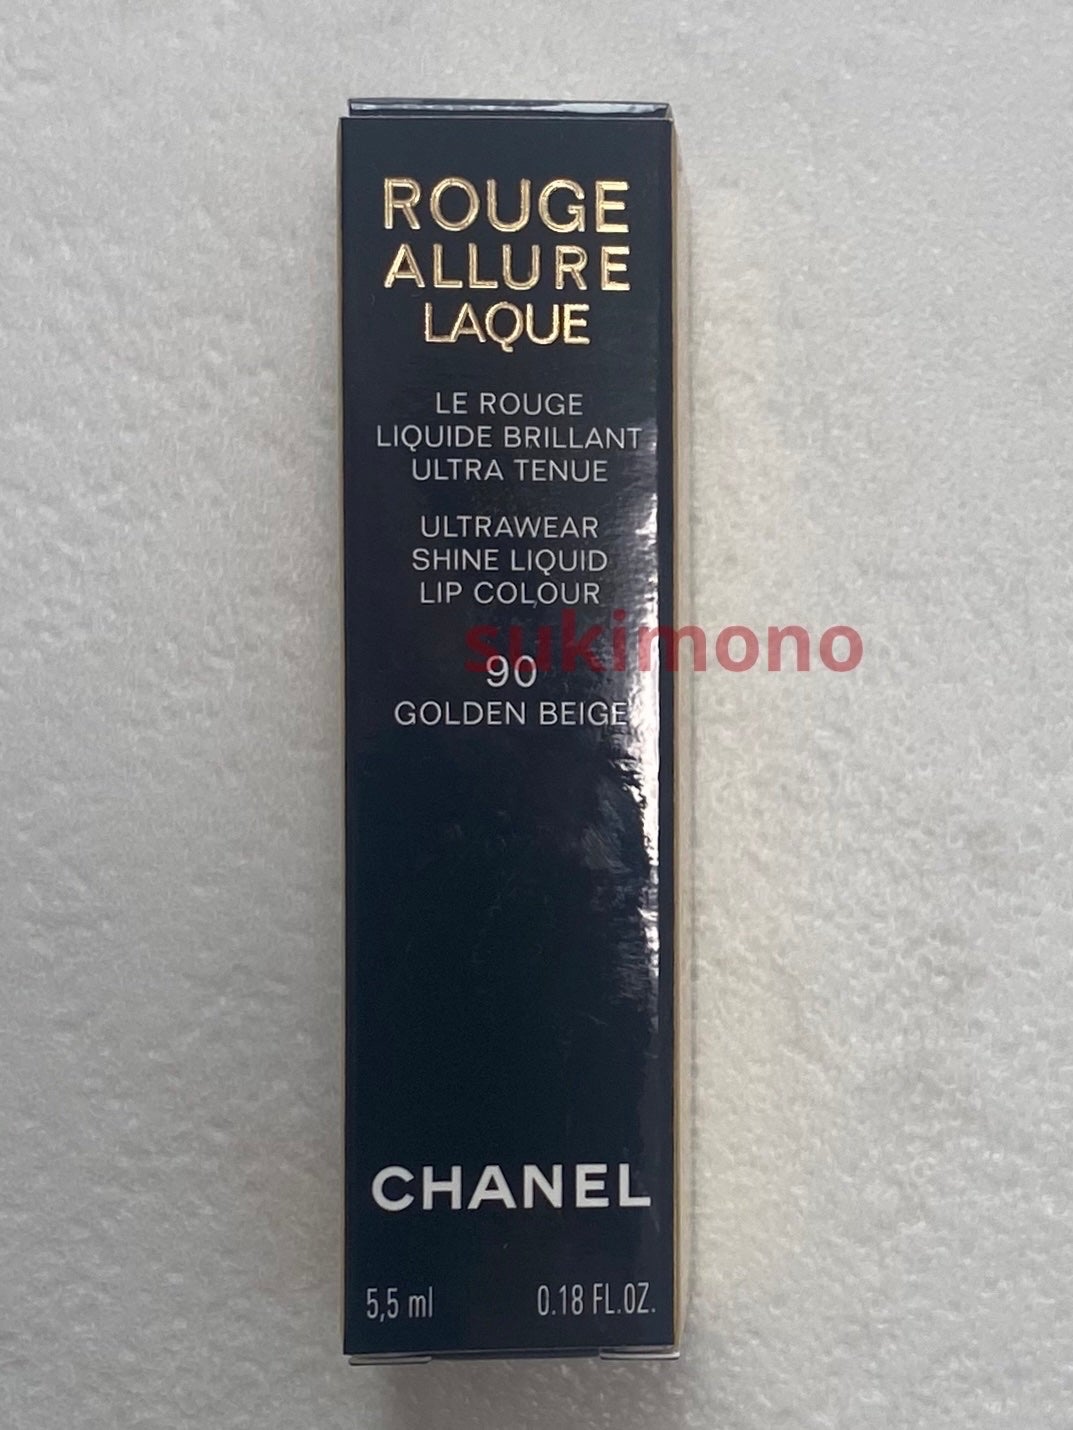 ROUGE
ALLURE
LAQUE
LE ROUGE
LIQUIDE BRILLANT
ULTRA TENUE
ULTRAWEAR
SHINE LIQUID
LIP COLOUR
sukimono
90
GOLDEN BEIGE
CHANEL
5,5 ml 0.18 FL.OZ.